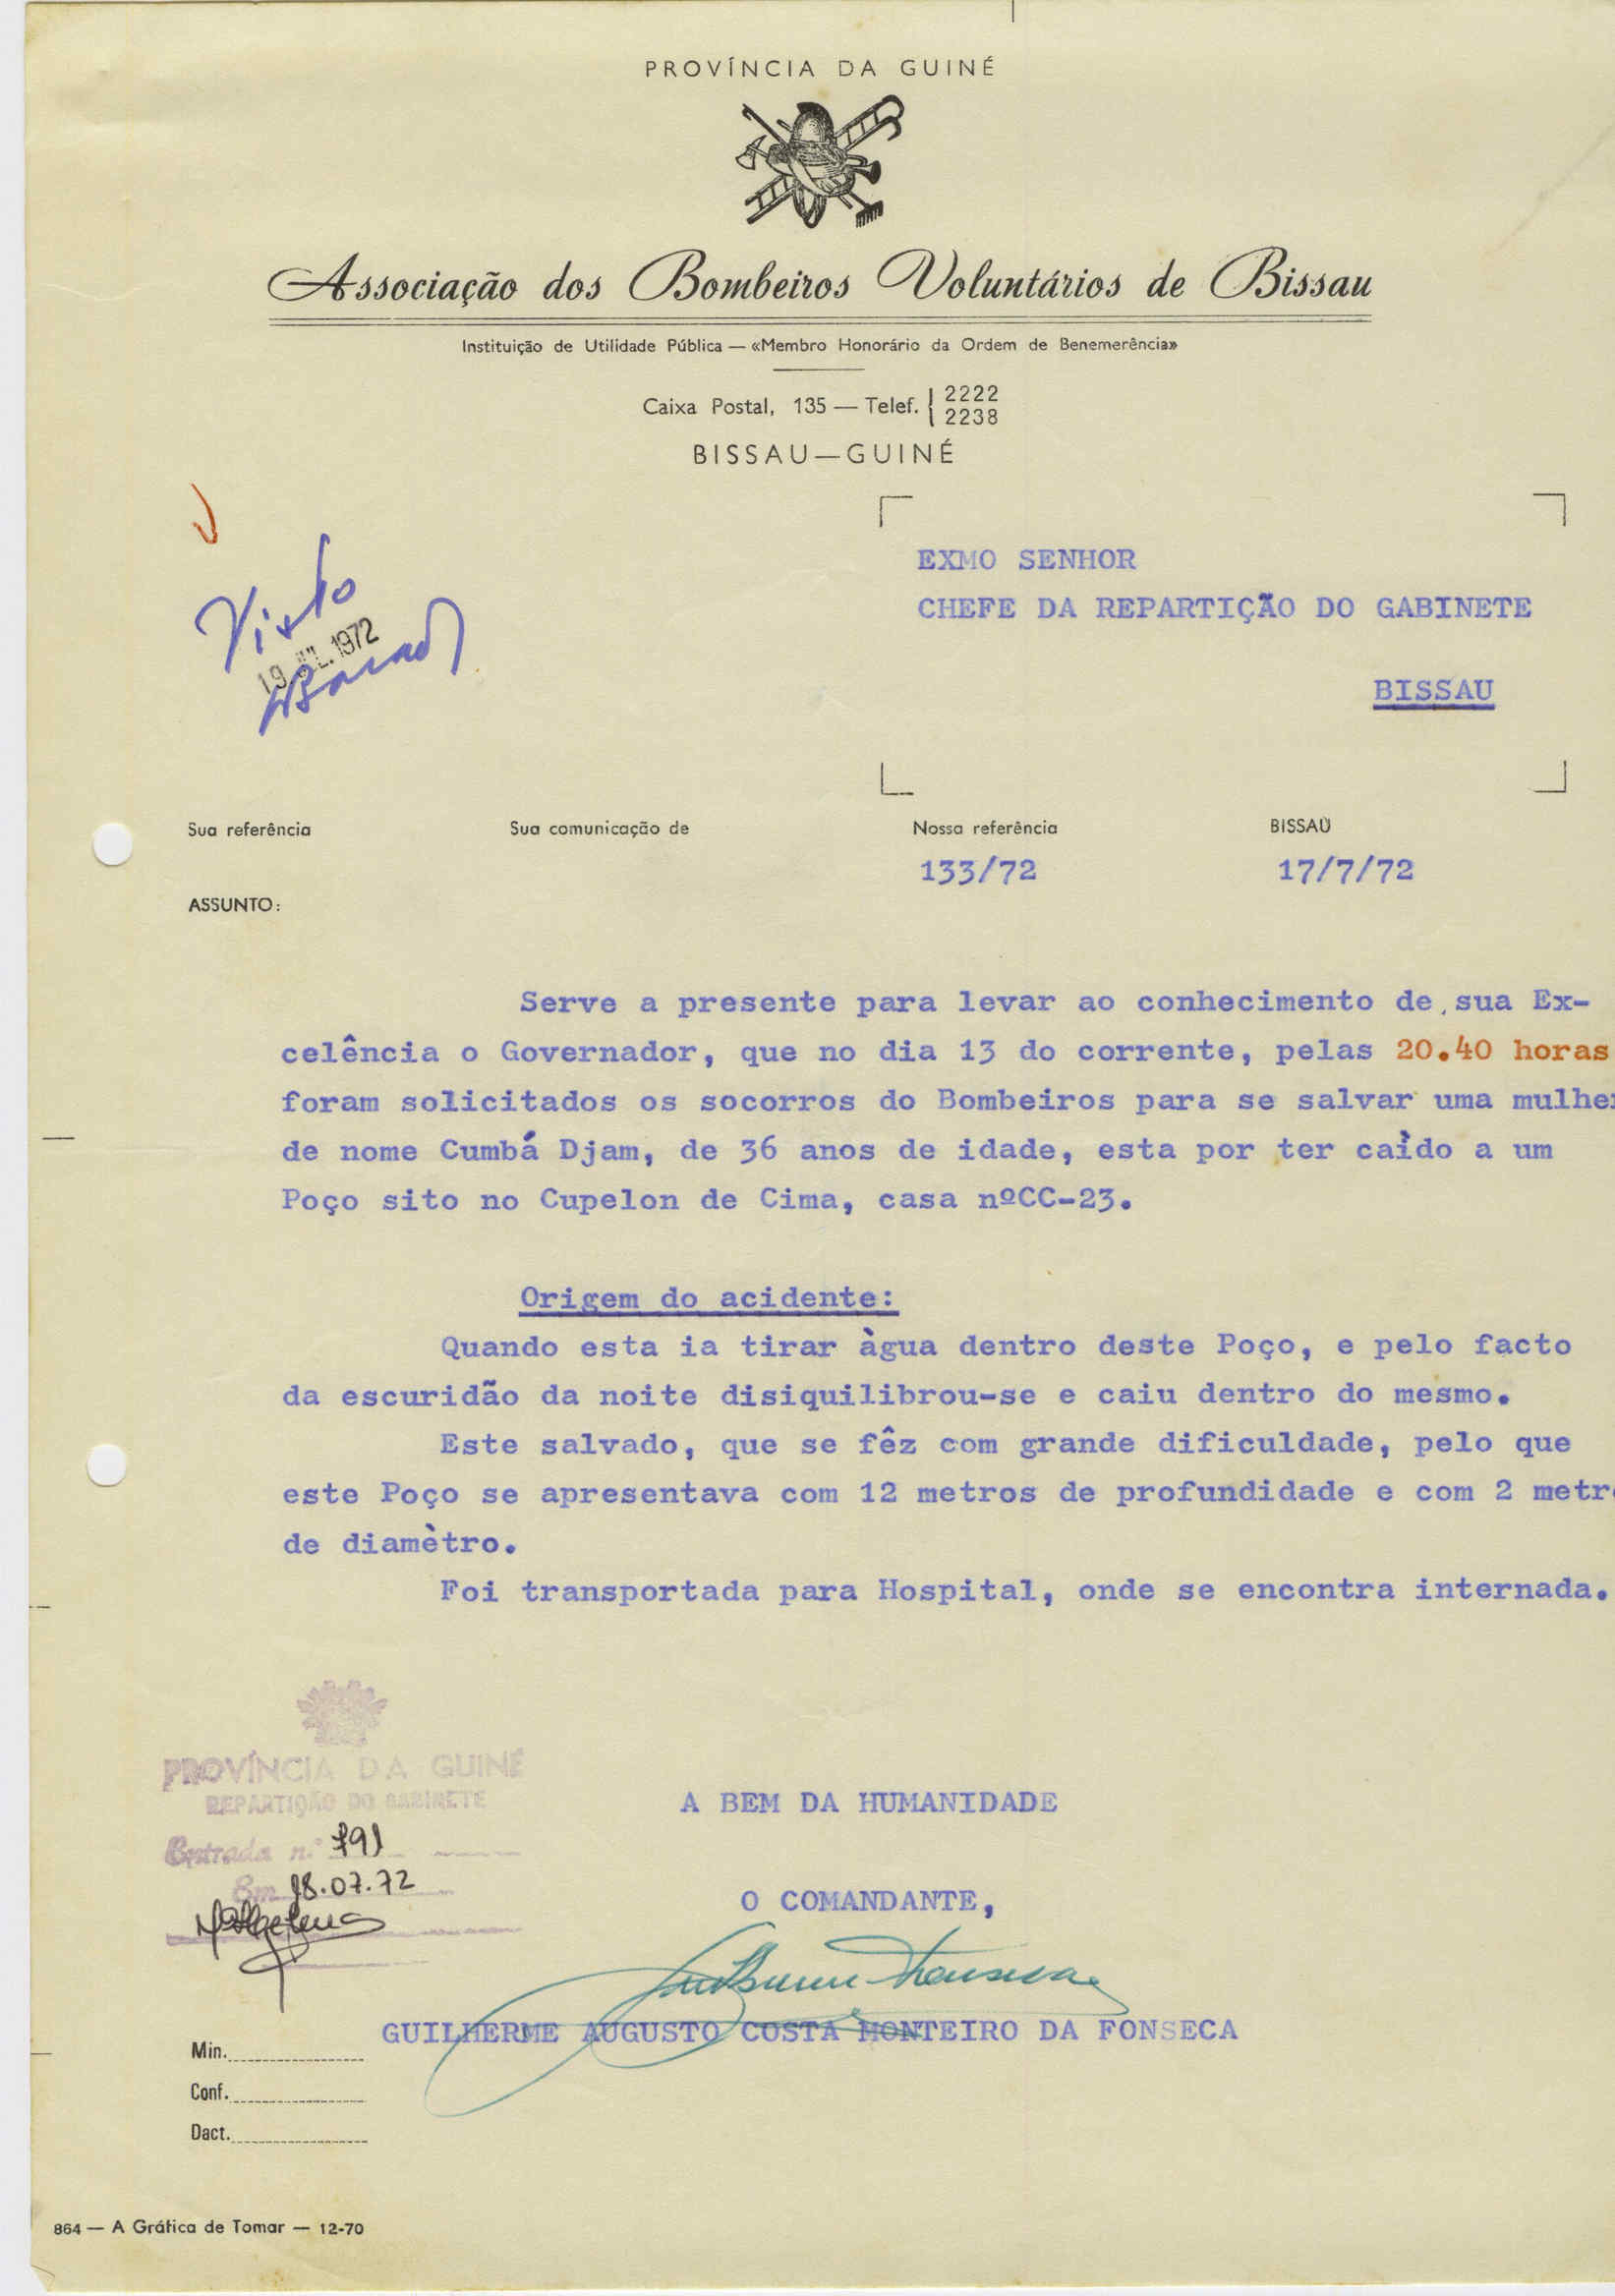 PROVÍNCIA DA GUINÉ
Associação dos Bombeiros Voluntários de Bissau
Instituição de Utilidade Pública — «Membro Honorário da Ordem de Benemerência»
Caixa Postal, 135 — Telef. { 2222
2238
BISSAU—GUINÉ
Visto
19 JUL. 1972
EXMO SENHOR
CHEFE DA REPARTIÇÃO DO GABINETE
BISSAU
Sua referência Sua comunicação de Nossa referência BISSAU
133/72 17/7/72
ASSUNTO:
Serve a presente para levar ao conhecimento de sua Ex-
celência o Governador, que no dia 13 do corrente, pelas 20.40 horas
foram solicitados os socorros do Bombeiros para se salvar uma mulher
de nome Cumbá Djam, de 36 anos de idade, esta por ter caìdo a um
Poço sito no Cupelon de Cima, casa nºCC-23.
Origem do acidente:
Quando esta ia tirar àgua dentro deste Poço, e pelo facto
da escuridão da noite disiquilibrou-se e caiu dentro do mesmo.
Este salvado, que se fêz com grande dificuldade, pelo que
este Poço se apresentava com 12 metros de profundidade e com 2 metr
de diamètro.
Foi transportada para Hospital, onde se encontra internada.
PROVÍNCIA DA GUINÉ
REPARTIÇÃO DO GABINETE
Entrada n.º 791
Em 18.07.72
A BEM DA HUMANIDADE
O COMANDANTE,
GUILHERME AUGUSTO COSTA MONTEIRO DA FONSECA
Min.
Conf.
Dact.
864 — A Gráfica de Tomar — 12-70